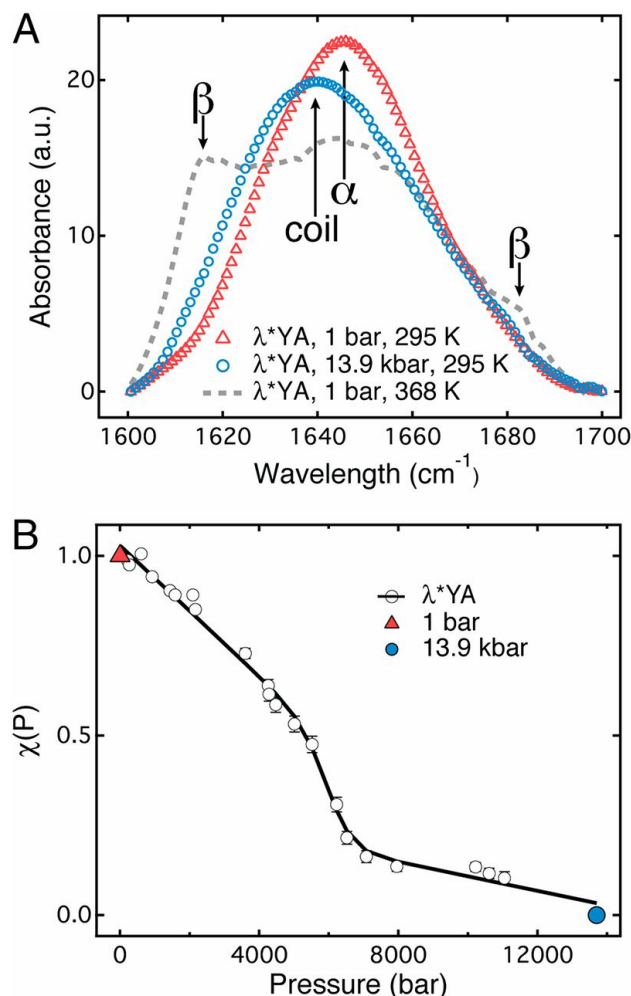 A
Absorbance (a.u.)
20
10
0
β
coil
α
β
λ*YA, 1 bar, 295 K
λ*YA, 13.9 kbar, 295 K
λ*YA, 1 bar, 368 K
1600 1620 1640 1660 1680 1700
Wavelength (cm-1)
B
χ(P)
1.0
0.5
0.0
λ*YA
1 bar
13.9 kbar
0 4000 8000 12000
Pressure (bar)